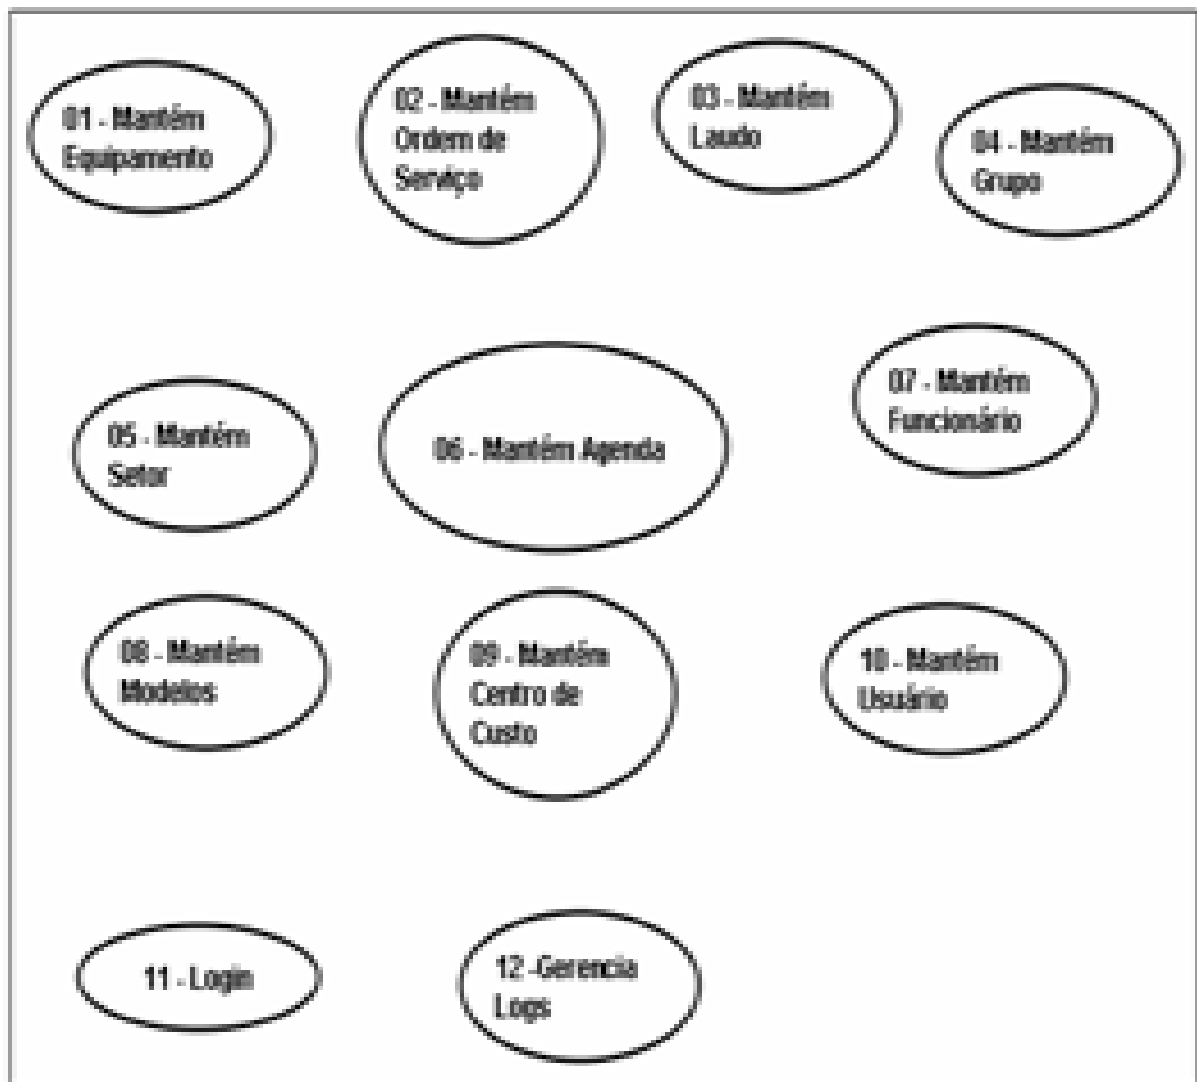 01 - Mantém
Equipamento
02 - Mantém
Ordem de
Serviço
03 - Mantém
Laudo
04 - Mantém
Grupo
05 - Mantém
Setor
06 - Mantém Agenda
07 - Mantém
Funcionário
08 - Mantém
Modelos
09 - Mantém
Centro de
Custo
10 - Mantém
Usuário
11 - Login
12 -Gerencia
Logs